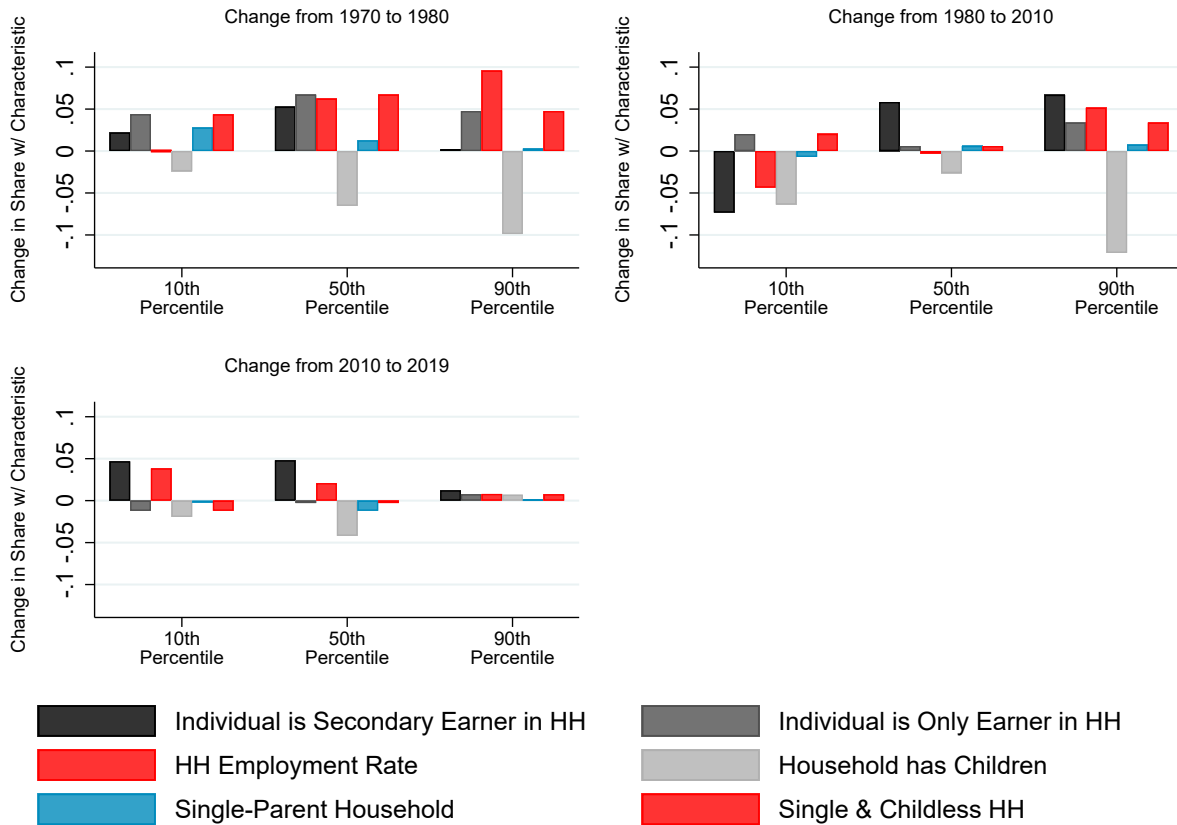 Change from 1970 to 1980
Change in Share w/ Characteristic
.1
.05
0
-.05
-.1
10th
Percentile
50th
Percentile
90th
Percentile
Change from 1980 to 2010
Change in Share w/ Characteristic
.1
.05
0
-.05
-.1
10th
Percentile
50th
Percentile
90th
Percentile
Change from 2010 to 2019
Change in Share w/ Characteristic
.1
.05
0
-.05
-.1
10th
Percentile
50th
Percentile
90th
Percentile
Individual is Secondary Earner in HH
Individual is Only Earner in HH
HH Employment Rate
Household has Children
Single-Parent Household
Single & Childless HH